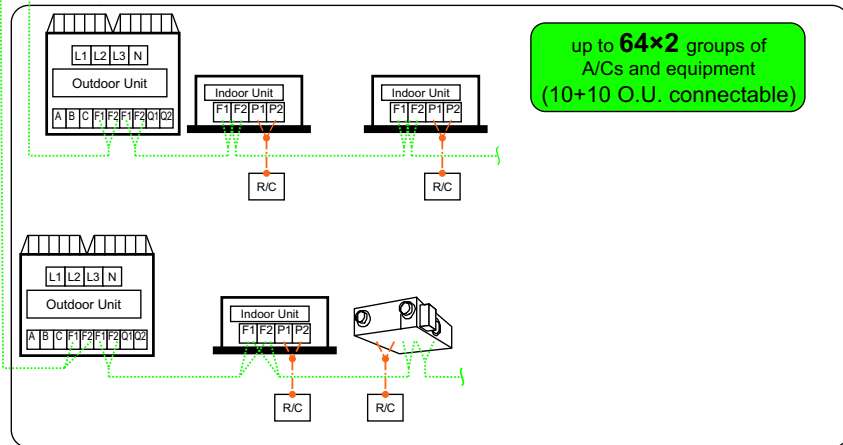 up to 64×2 groups of
A/Cs and equipment
(10+10 O.U. connectable)
L1 L2 L3 N
Outdoor Unit
A B C F1 F2 F1 F2 Q1 Q2
Indoor Unit
F1 F2 P1 P2
R/C
Indoor Unit
F1 F2 P1 P2
R/C
L1 L2 L3 N
Outdoor Unit
A B C F1 F2 F1 F2 Q1 Q2
Indoor Unit
F1 F2 P1 P2
R/C
R/C